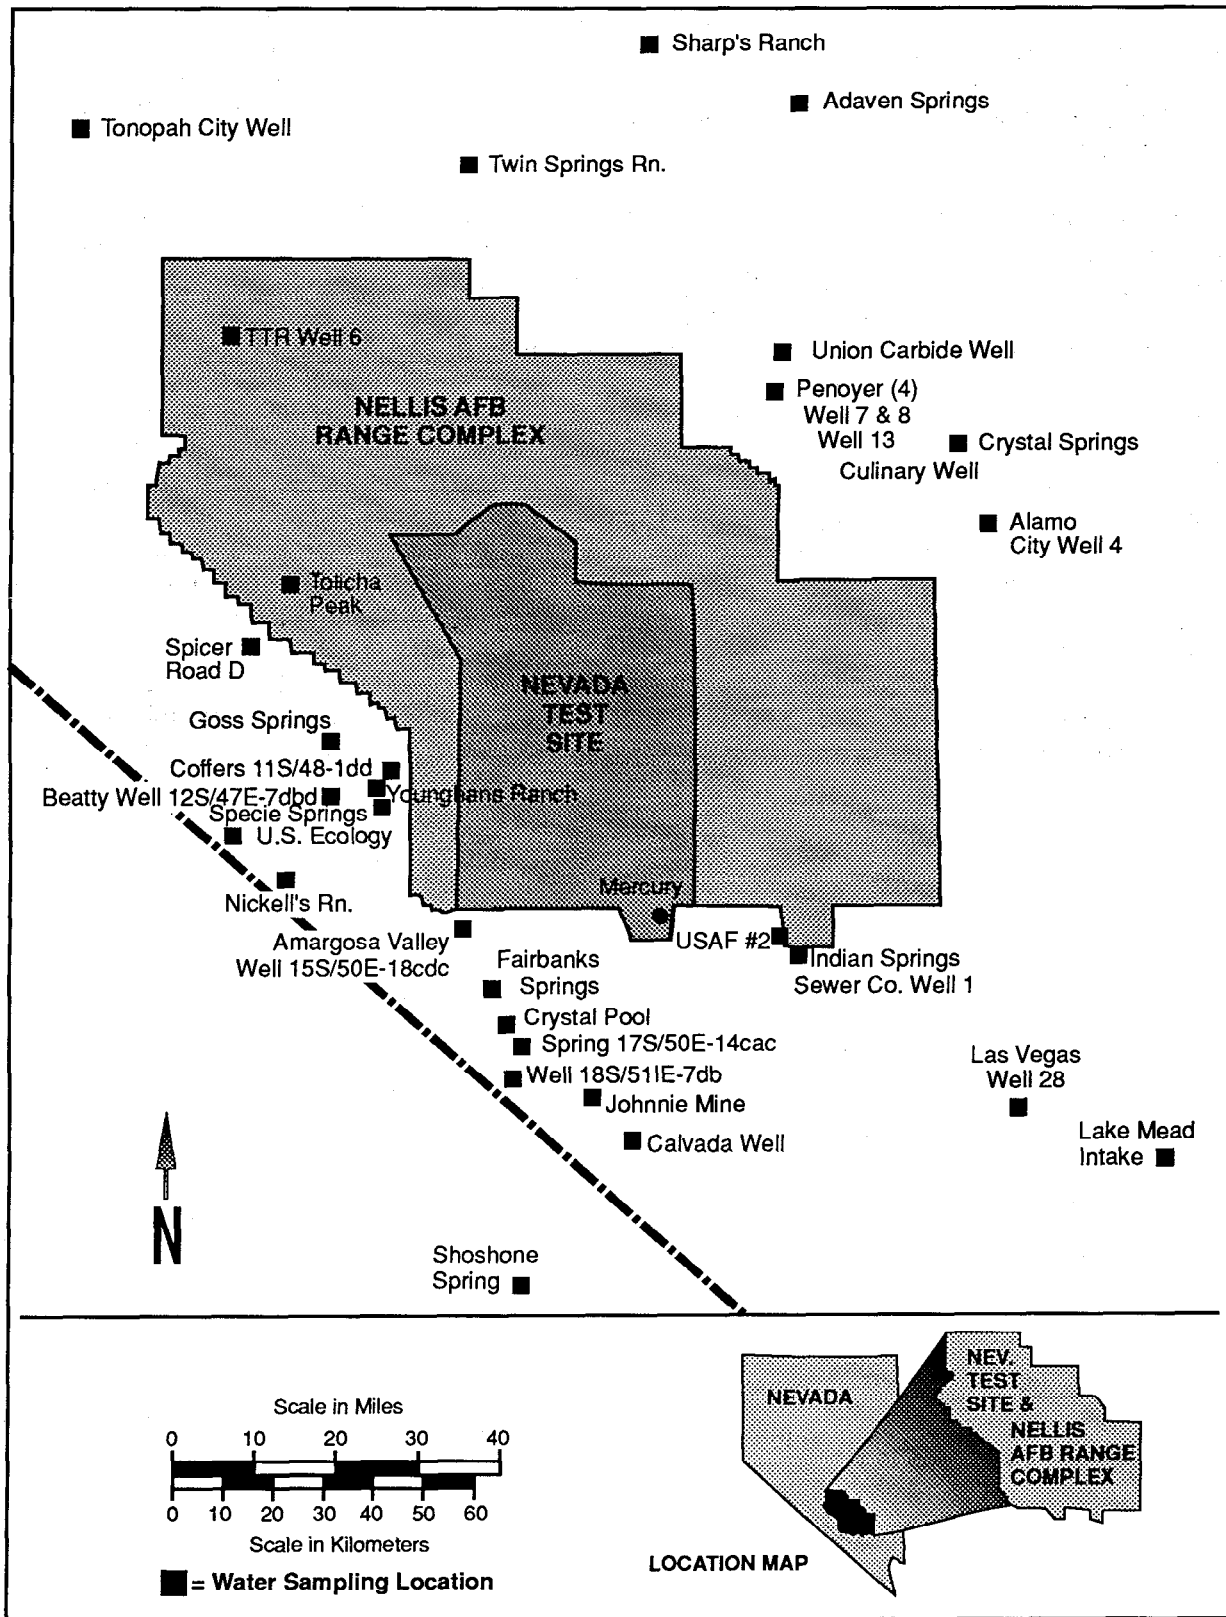 Sharp's Ranch
Adaven Springs
Tonopah City Well
Twin Springs Rn.
TTR Well 6
Union Carbide Well
NELLIS AFB
RANGE COMPLEX
Penoyer (4)
Well 7 & 8
Well 13
Culinary Well
Crystal Springs
Alamo
City Well 4
Tolicha
Peak
Spicer
Road D
NEVADA
TEST
SITE
Goss Springs
Coffers 11S/48-1dd
Beatty Well 12S/47E-7dbd
Younghans Ranch
Specie Springs
U.S. Ecology
Nickell's Rn.
Mercury
Amargosa Valley
Well 15S/50E-18cdc
USAF #2
Indian Springs
Sewer Co. Well 1
Fairbanks
Springs
Crystal Pool
Spring 17S/50E-14cac
Well 18S/51lE-7db
Johnnie Mine
Calvada Well
Las Vegas
Well 28
Lake Mead
Intake
N
Shoshone
Spring
Scale in Miles
0 10 20 30 40
0 10 20 30 40 50 60
Scale in Kilometers
= Water Sampling Location
NEVADA
NEV.
TEST
SITE &
NELLIS
AFB RANGE
COMPLEX
LOCATION MAP